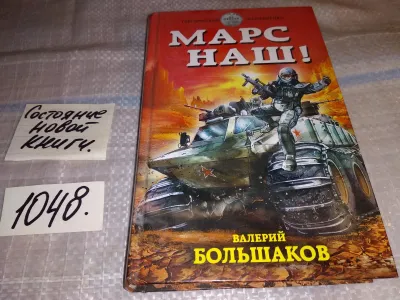 МАРС
НАШ!
Состояние
новой
книги.
1048.
ВАЛЕРИЙ
БОЛЬШАКОВ